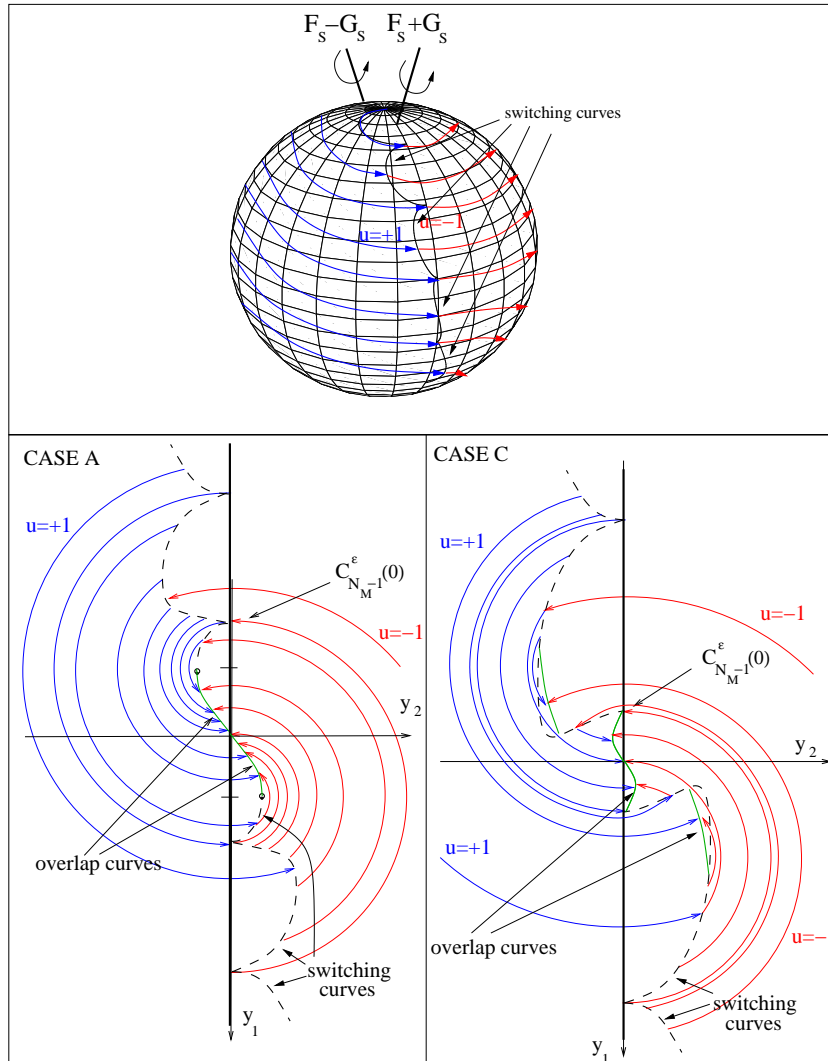 F_S−G_S
F_S+G_S
switching curves
u=+1
u=−1
CASE A
u=+1
C^ε_{N_M−1}(0)
u=−1
y_2
overlap curves
switching
curves
y_1
CASE C
u=+1
u=−1
C^ε_{N_M−1}(0)
y_2
u=+1
overlap curves
u=−
switching
curves
y_1